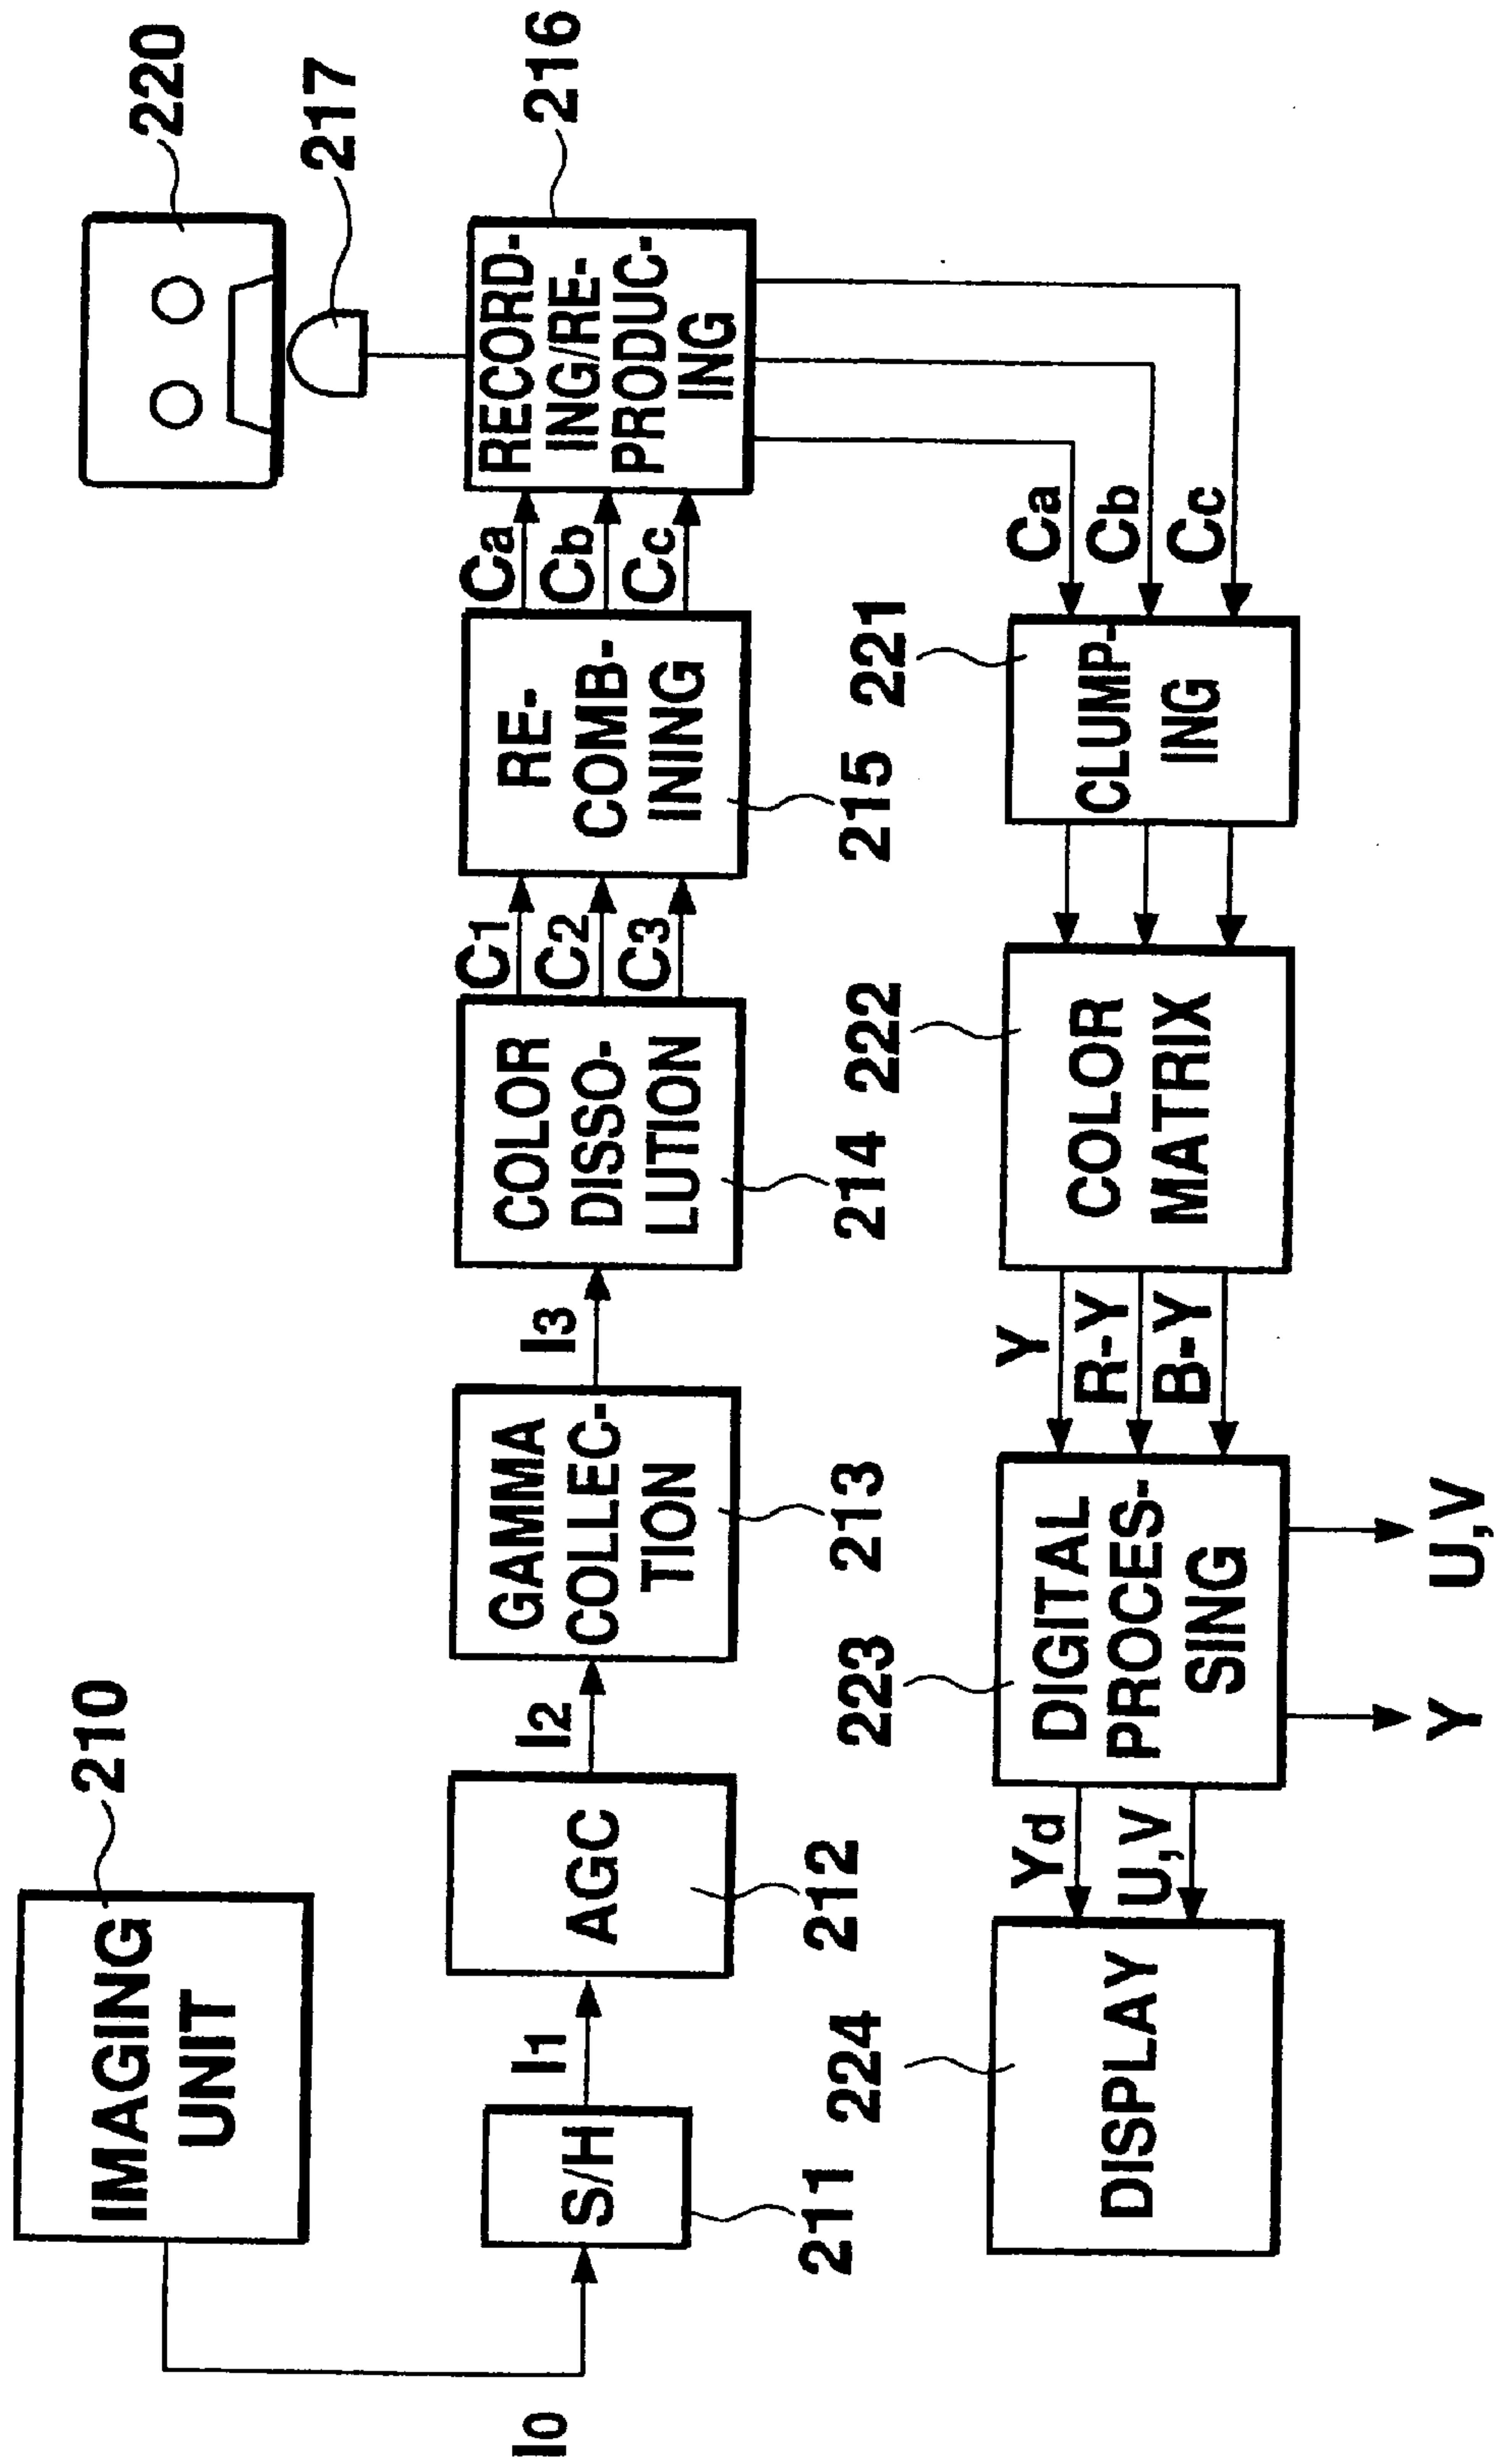 IMAGING
UNIT
210
220
217
I0
S/H
211
I1
AGC
212
I2
GAMMA
COLLEC-
TION
213
I3
COLOR
DISSO-
LUTION
214
C1
C2
C3
RE-
COMB-
INING
215
Ca
Cb
Cc
RECORD-
ING/RE-
PRODUC-
ING
216
Ca
Cb
Cc
CLUMP-
ING
221
COLOR
MATRIX
222
Y
R-Y
B-Y
DIGITAL
PROCES-
SING
223
Y
U,V
Yd
U,V
DISPLAY
224